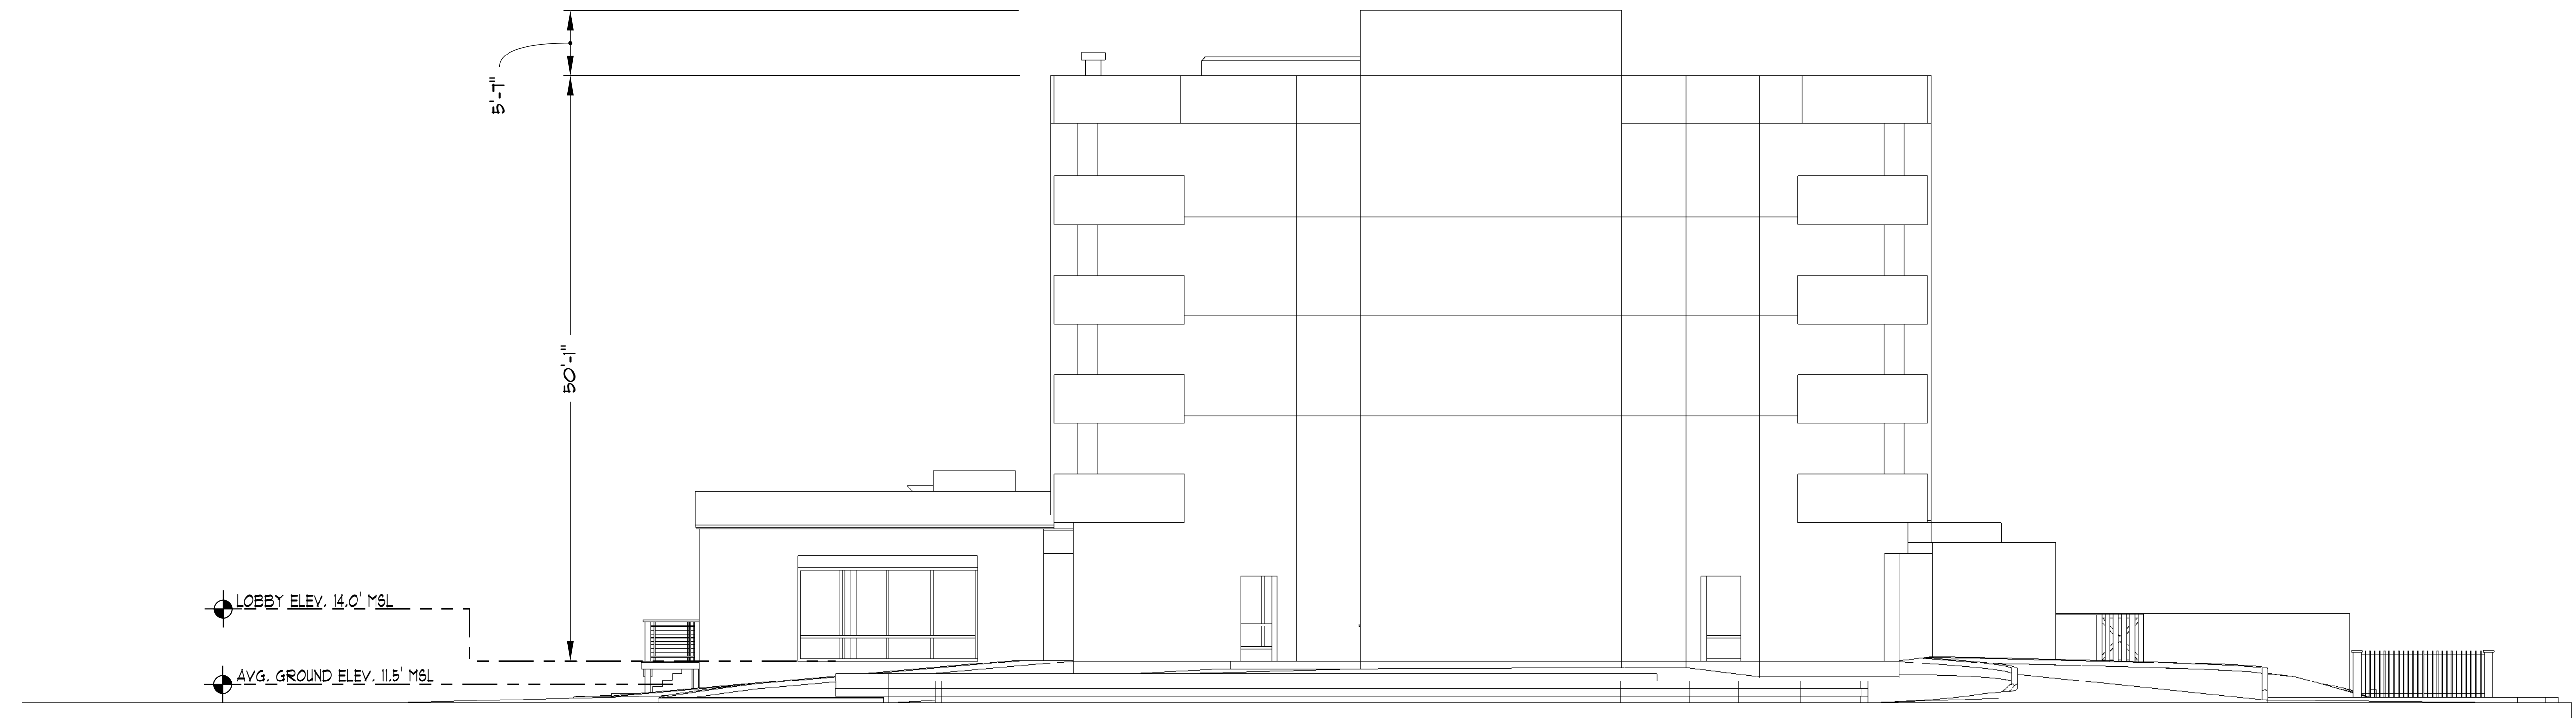 5'-7"
50'-1"
LOBBY ELEV. 14.0' MSL
AVG. GROUND ELEV. 11.5' MSL